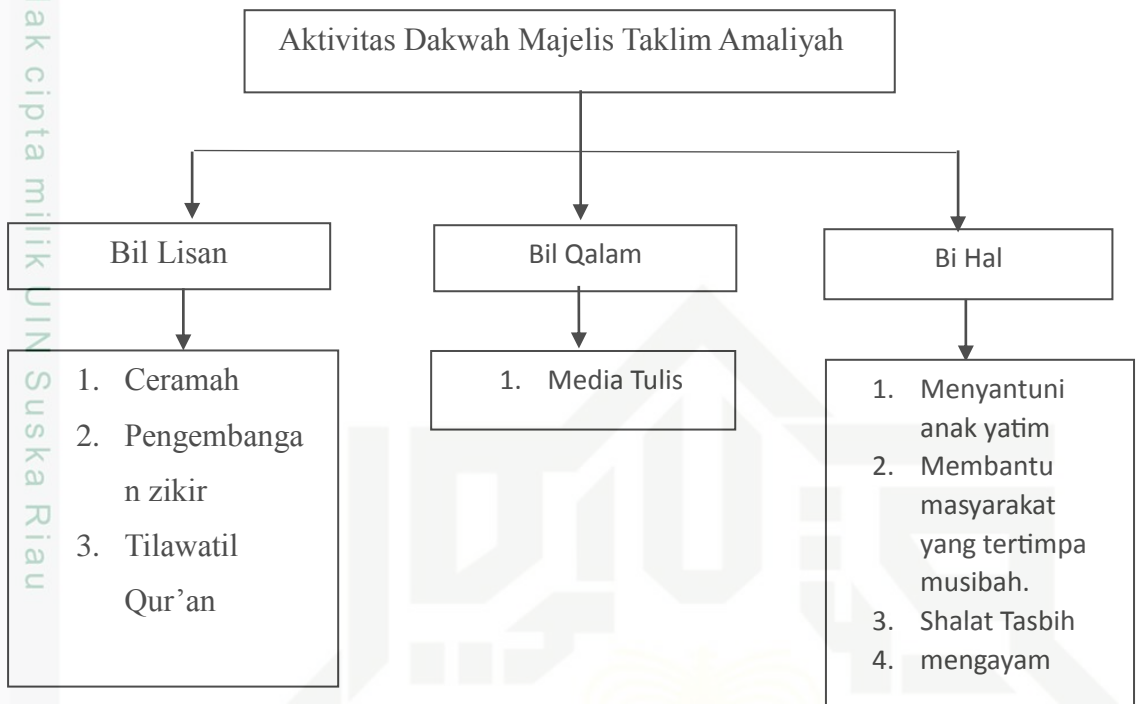 Aktivitas Dakwah Majelis Taklim Amaliyah
Bil Lisan
Bil Qalam
Bi Hal
1. Ceramah
2. Pengembanga
n zikir
3. Tilawatil
Qur’an
1. Media Tulis
1. Menyantuni
anak yatim
2. Membantu
masyarakat
yang tertimpa
musibah.
3. Shalat Tasbih
4. mengayam
ak cipta milik UIN Suska Riau